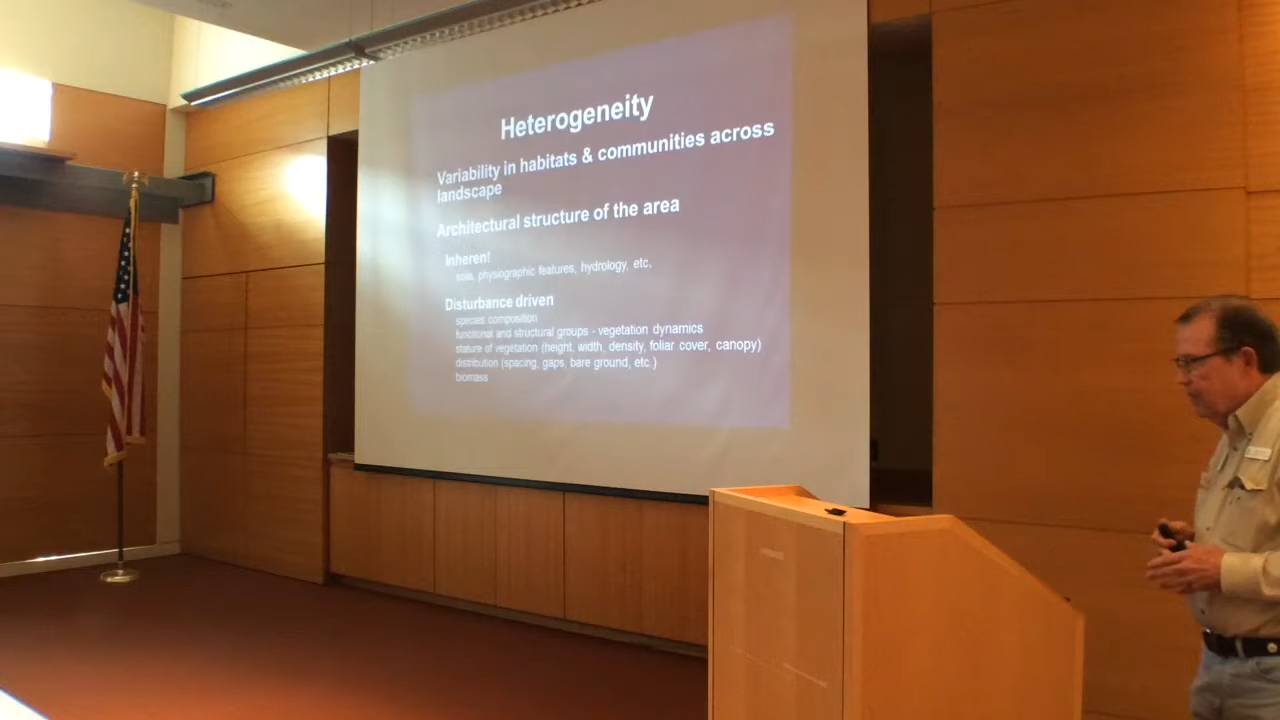 Heterogeneity
Variability in habitats & communities across
landscape
Architectural structure of the area
Inherent
soils, physiographic features, hydrology, etc.
Disturbance driven
species composition
functional and structural groups - vegetation dynamics
stature of vegetation (height, width, density, foliar cover, canopy)
distribution (spacing, gaps, bare ground, etc.)
biomass